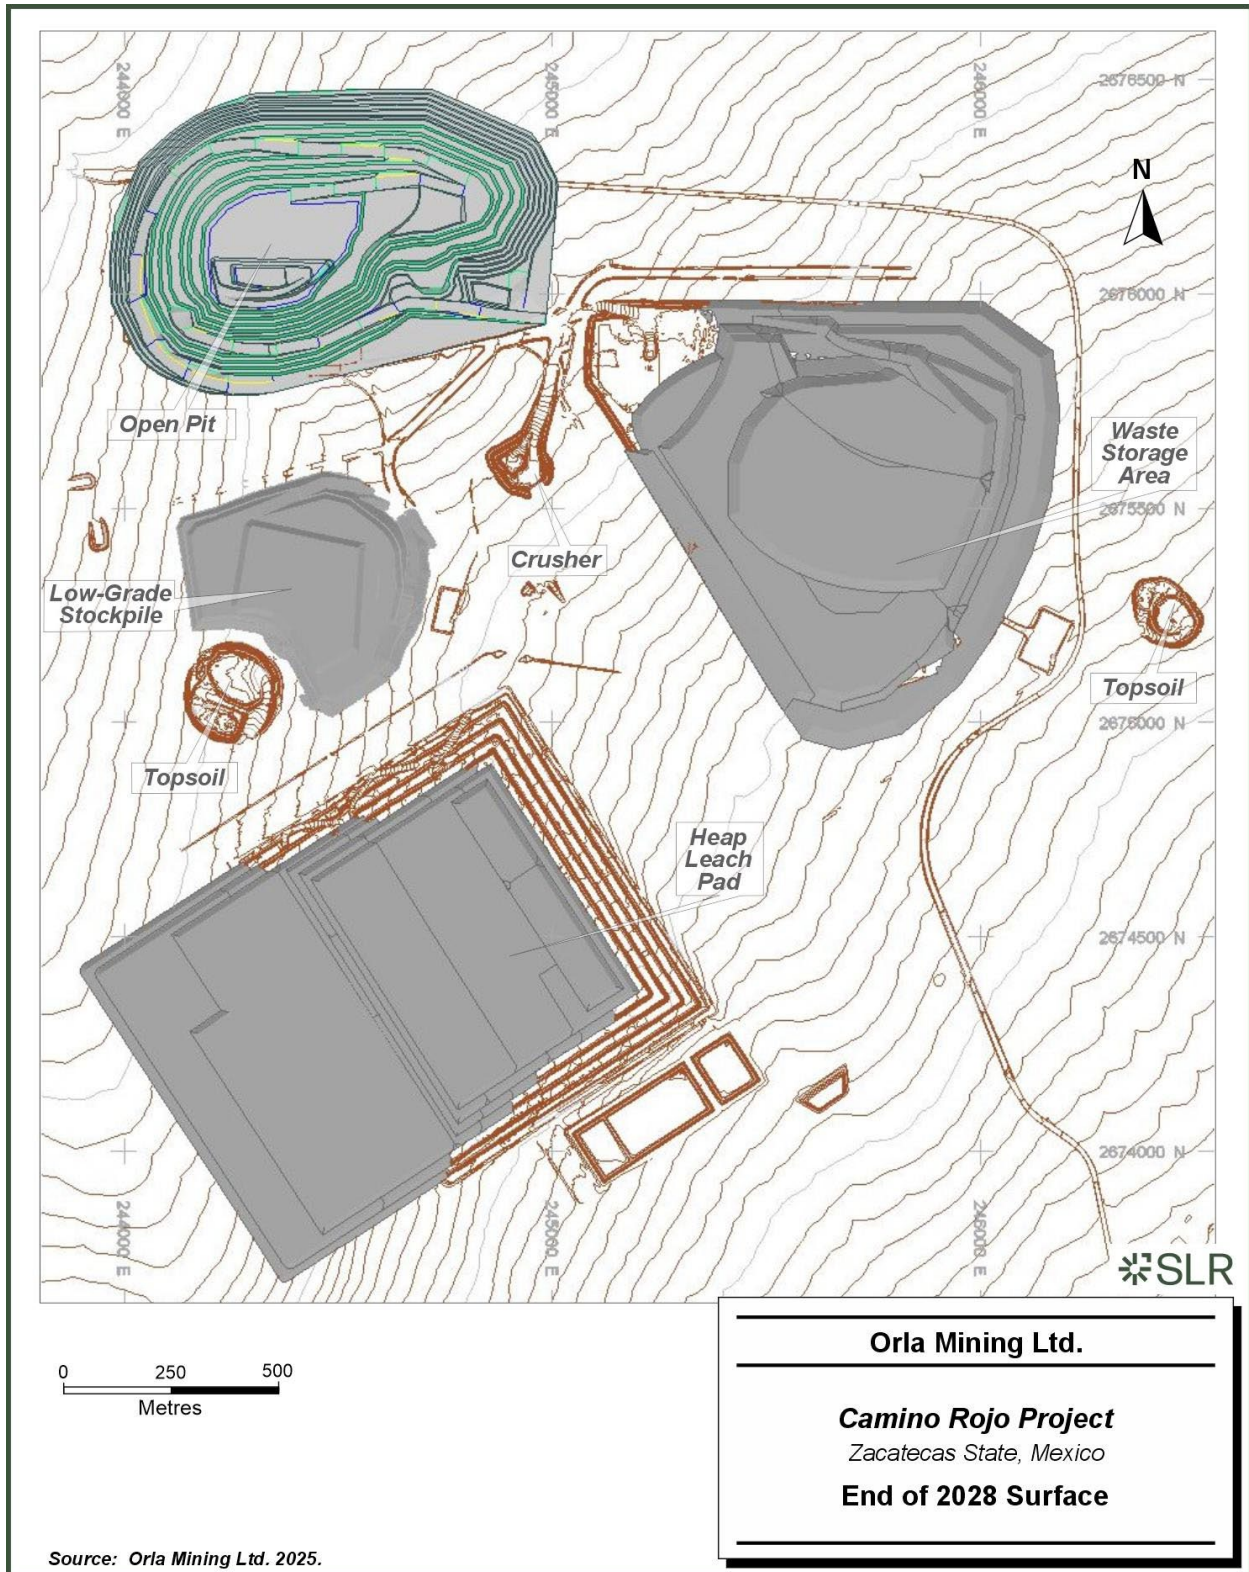 244000 E
245000 E
246000 E
2676500 N
N
2676000 N
Open Pit
Waste
Storage
Area
2675500 N
Crusher
Low-Grade
Stockpile
Topsoil
2675000 N
Topsoil
Heap
Leach
Pad
2674500 N
2674000 N
244000 E
245000 E
246000 E
SLR
Orla Mining Ltd.
0 250 500
Metres
Camino Rojo Project
Zacatecas State, Mexico
End of 2028 Surface
Source: Orla Mining Ltd. 2025.